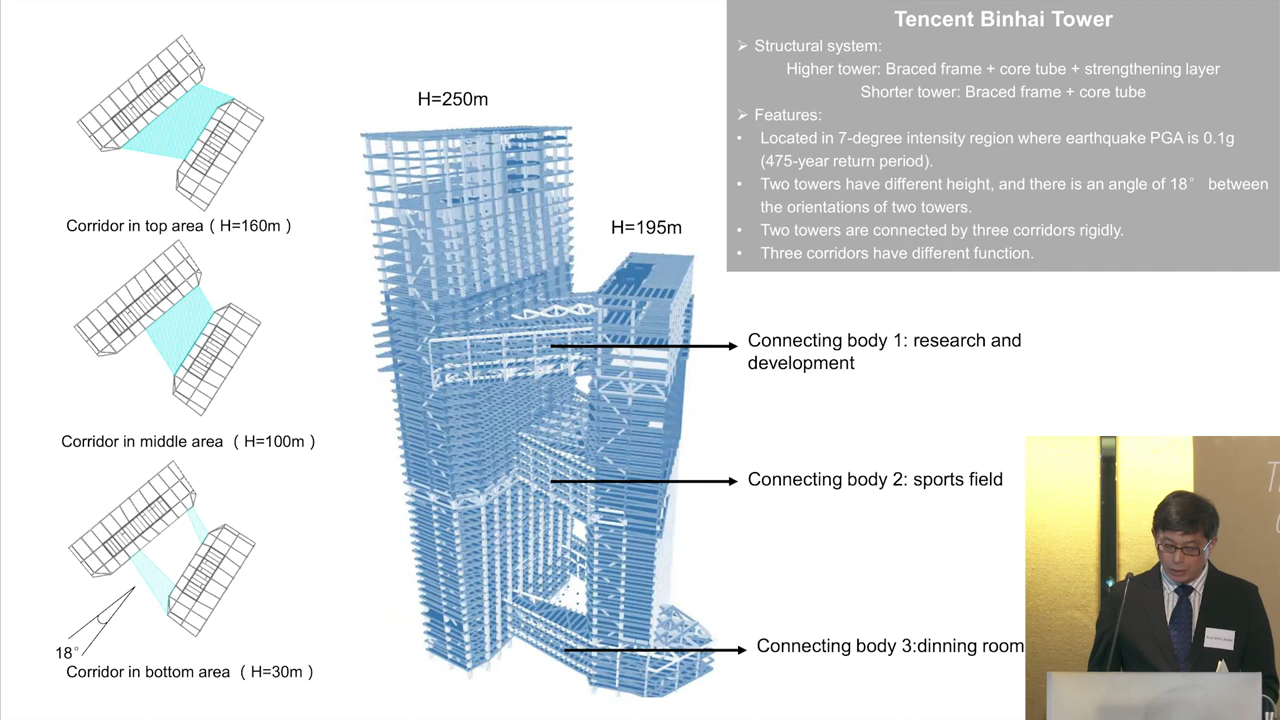 Tencent Binhai Tower
➢ Structural system:
Higher tower: Braced frame + core tube + strengthening layer
Shorter tower: Braced frame + core tube
➢ Features:
• Located in 7-degree intensity region where earthquake PGA is 0.1g
(475-year return period).
• Two towers have different height, and there is an angle of 18° between
the orientations of two towers.
• Two towers are connected by three corridors rigidly.
• Three corridors have different function.
H=250m
H=195m
Corridor in top area ( H=160m )
Corridor in middle area ( H=100m )
18°
Corridor in bottom area ( H=30m )
Connecting body 1: research and
development
Connecting body 2: sports field
Connecting body 3:dinning room